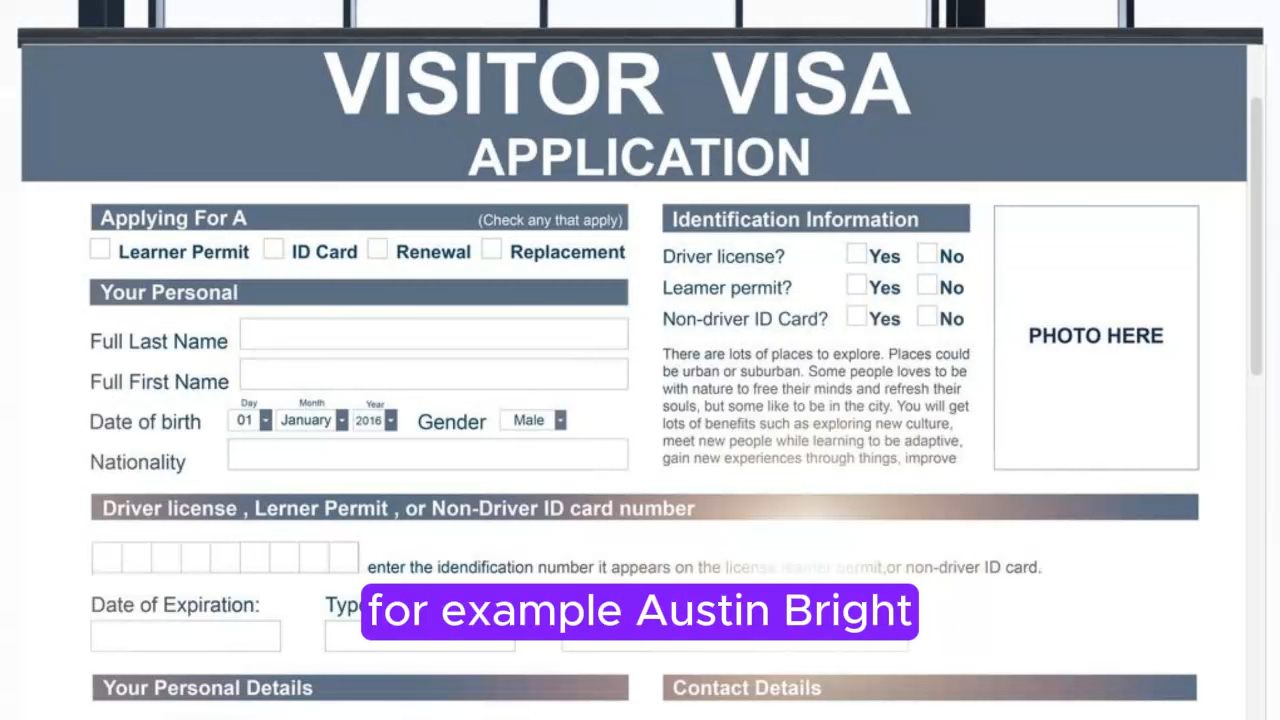 VISITOR VISA
APPLICATION
Applying For A (Check any that apply)
Learner Permit ID Card Renewal Replacement
Your Personal
Full Last Name
Full First Name
Day Month Year
Date of birth 01 January 2016 Gender Male
Nationality
Identification Information
Driver license? Yes No
Leamer permit? Yes No
Non-driver ID Card? Yes No
There are lots of places to explore. Places could
be urban or suburban. Some people loves to be
with nature to free their minds and refresh their
souls, but some like to be in the city. You will get
lots of benefits such as exploring new culture,
meet new people while learning to be adaptive,
gain new experiences through things, improve
PHOTO HERE
Driver license , Lerner Permit , or Non-Driver ID card number
enter the idendification number it appears on the license permit,or non-driver ID card.
Date of Expiration:
for example Austin Bright
Your Personal Details
Contact Details